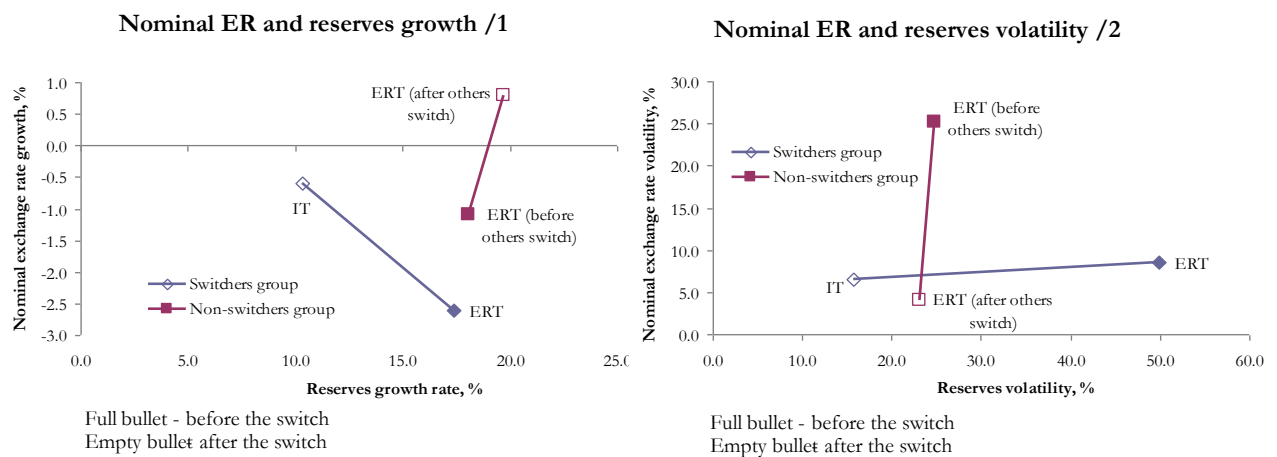 Nominal ER and reserves growth /1
Nominal exchange rate growth, %
1.0
0.5
0.0
-0.5
-1.0
-1.5
-2.0
-2.5
-3.0
ERT (after others
switch)
IT
ERT (before
others switch)
Switchers group
Non-switchers group
ERT
0.0 5.0 10.0 15.0 20.0 25.0
Reserves growth rate, %
Full bullet - before the switch
Empty bullet after the switch
Nominal ER and reserves volatility /2
Nominal exchange rate volatility, %
30.0
25.0
20.0
15.0
10.0
5.0
0.0
ERT (before
others switch)
Switchers group
Non-switchers group
IT
ERT
ERT (after others
switch)
0.0 10.0 20.0 30.0 40.0 50.0 60.0
Reserves volatility, %
Full bullet - before the switch
Empty bullet after the switch